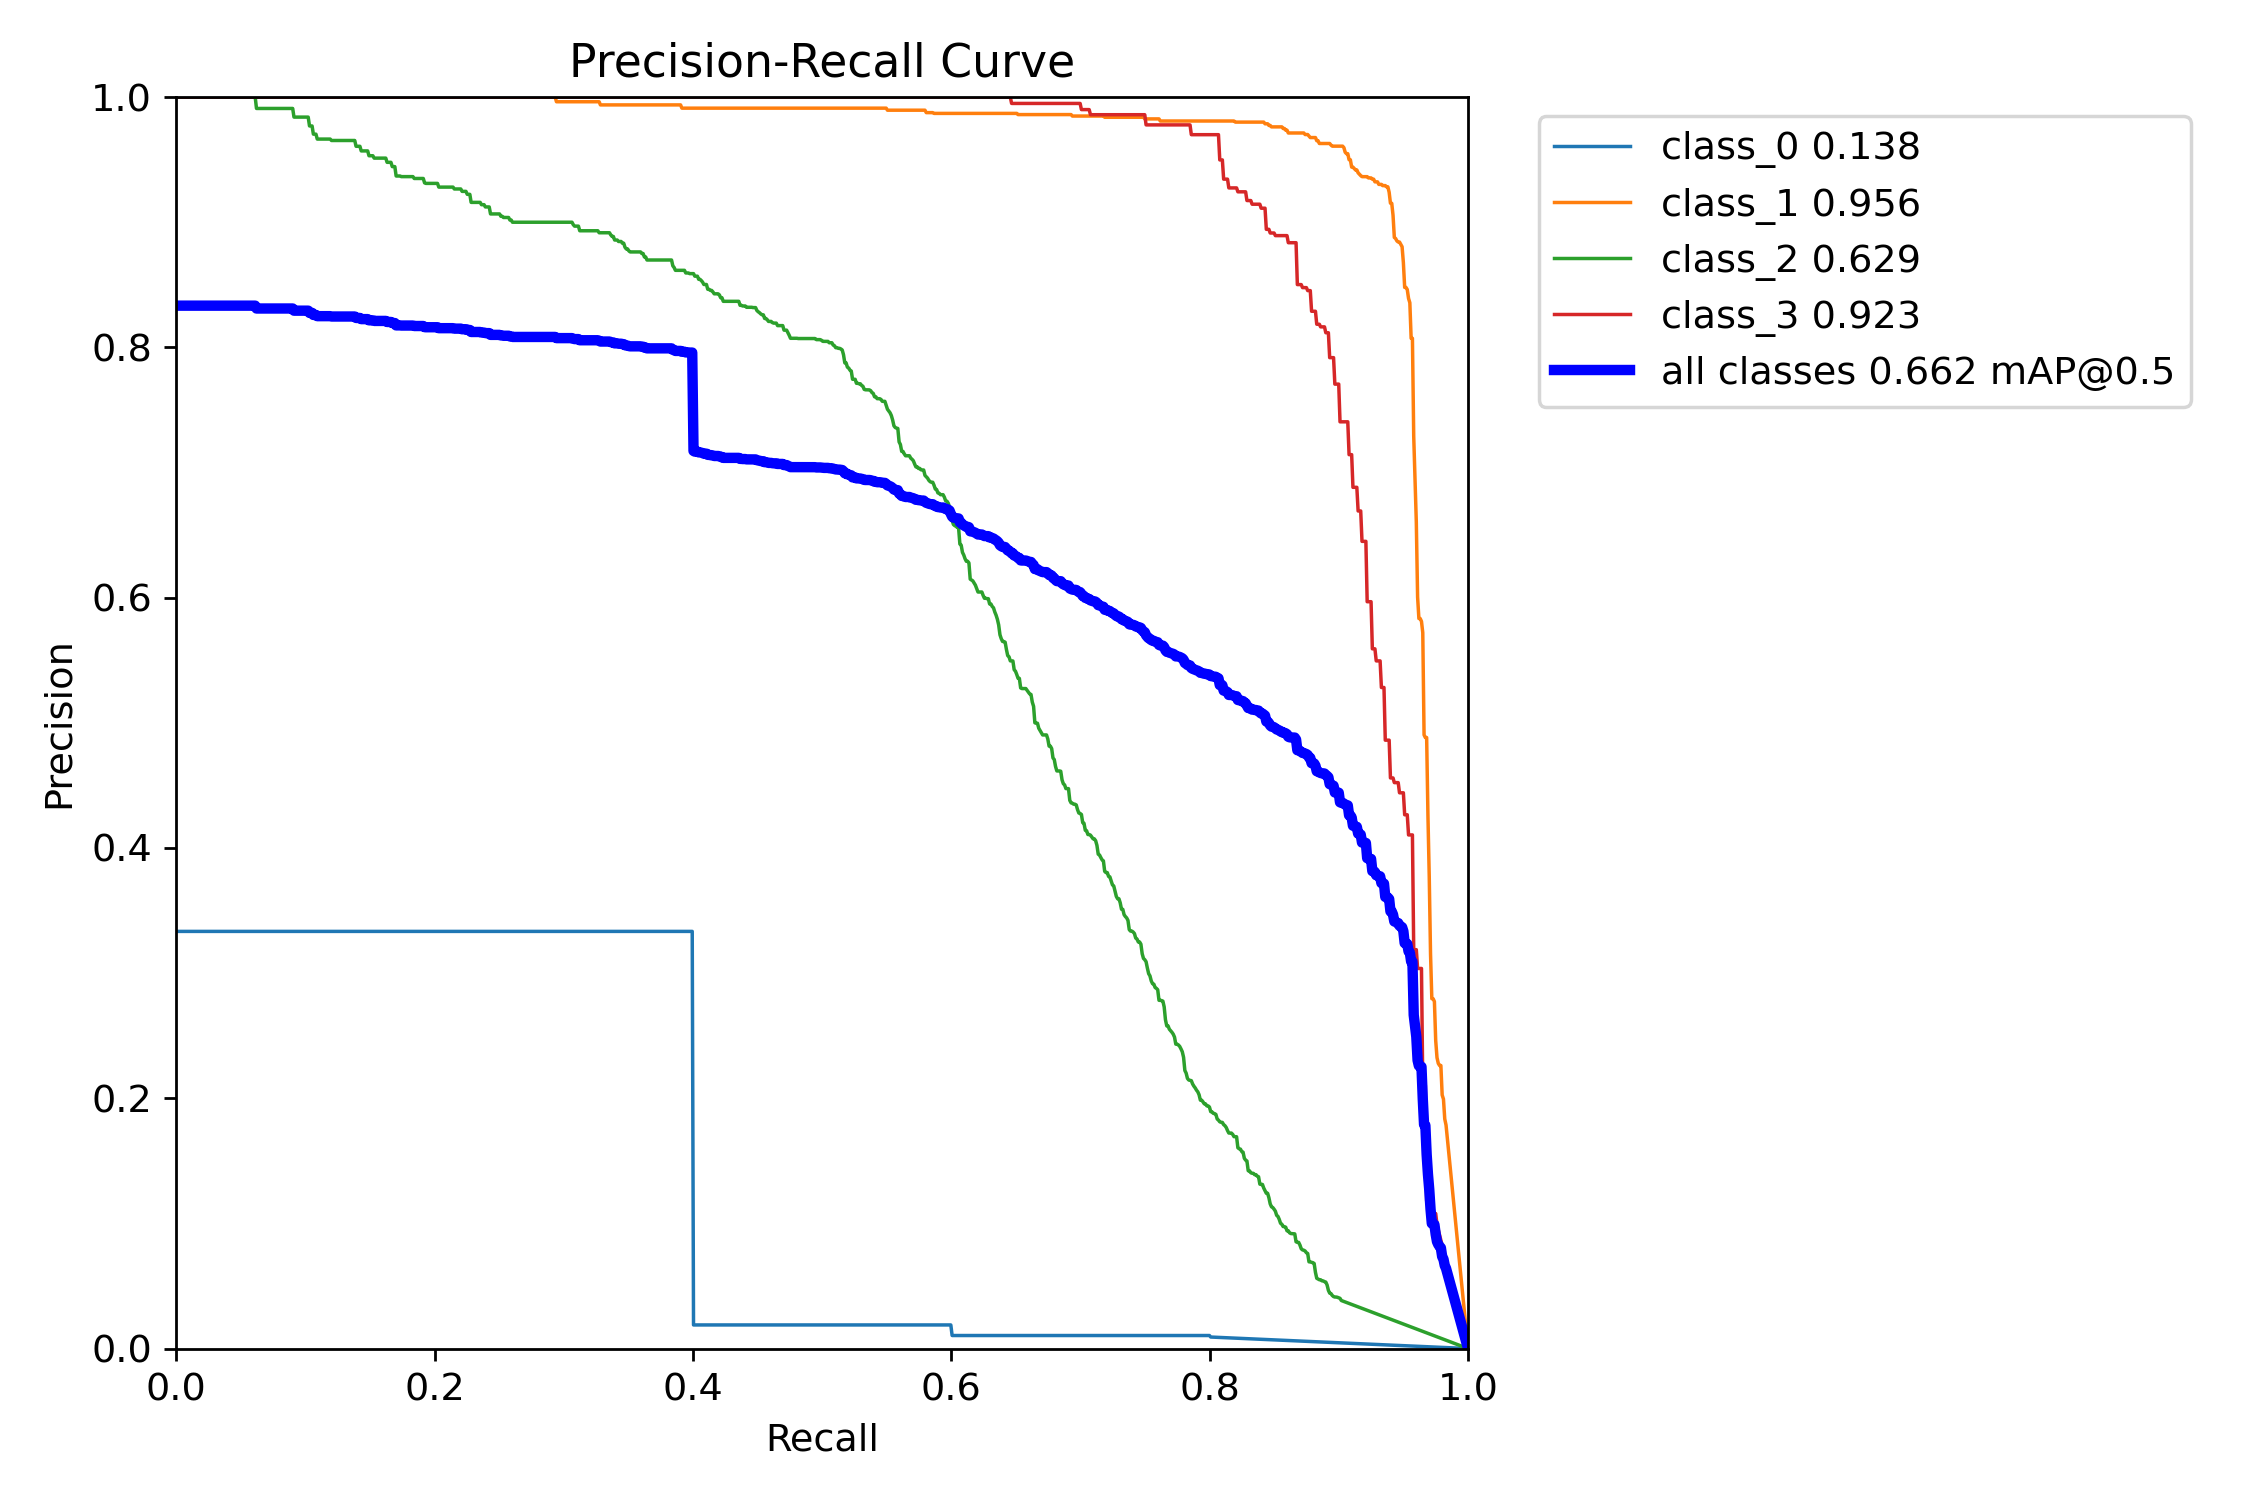 Precision-Recall Curve
1.0
0.8
0.6
0.4
0.2
0.0
Precision
0.0 0.2 0.4 0.6 0.8 1.0
Recall
class_0 0.138
class_1 0.956
class_2 0.629
class_3 0.923
all classes 0.662 mAP@0.5